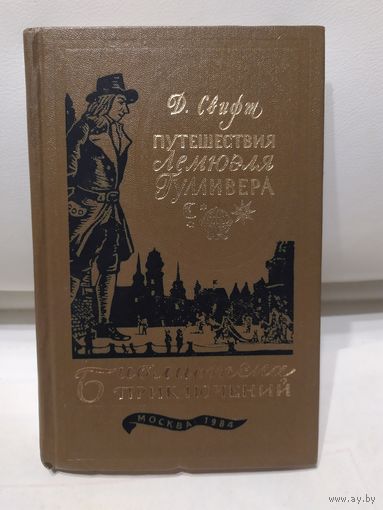 Д. Свифт
ПУТЕШЕСТВИЯ
Лемюэля
Гулливера
Библиотека
ПРИКЛЮЧЕНИЙ
МОСКВА 1984
www.ay.by